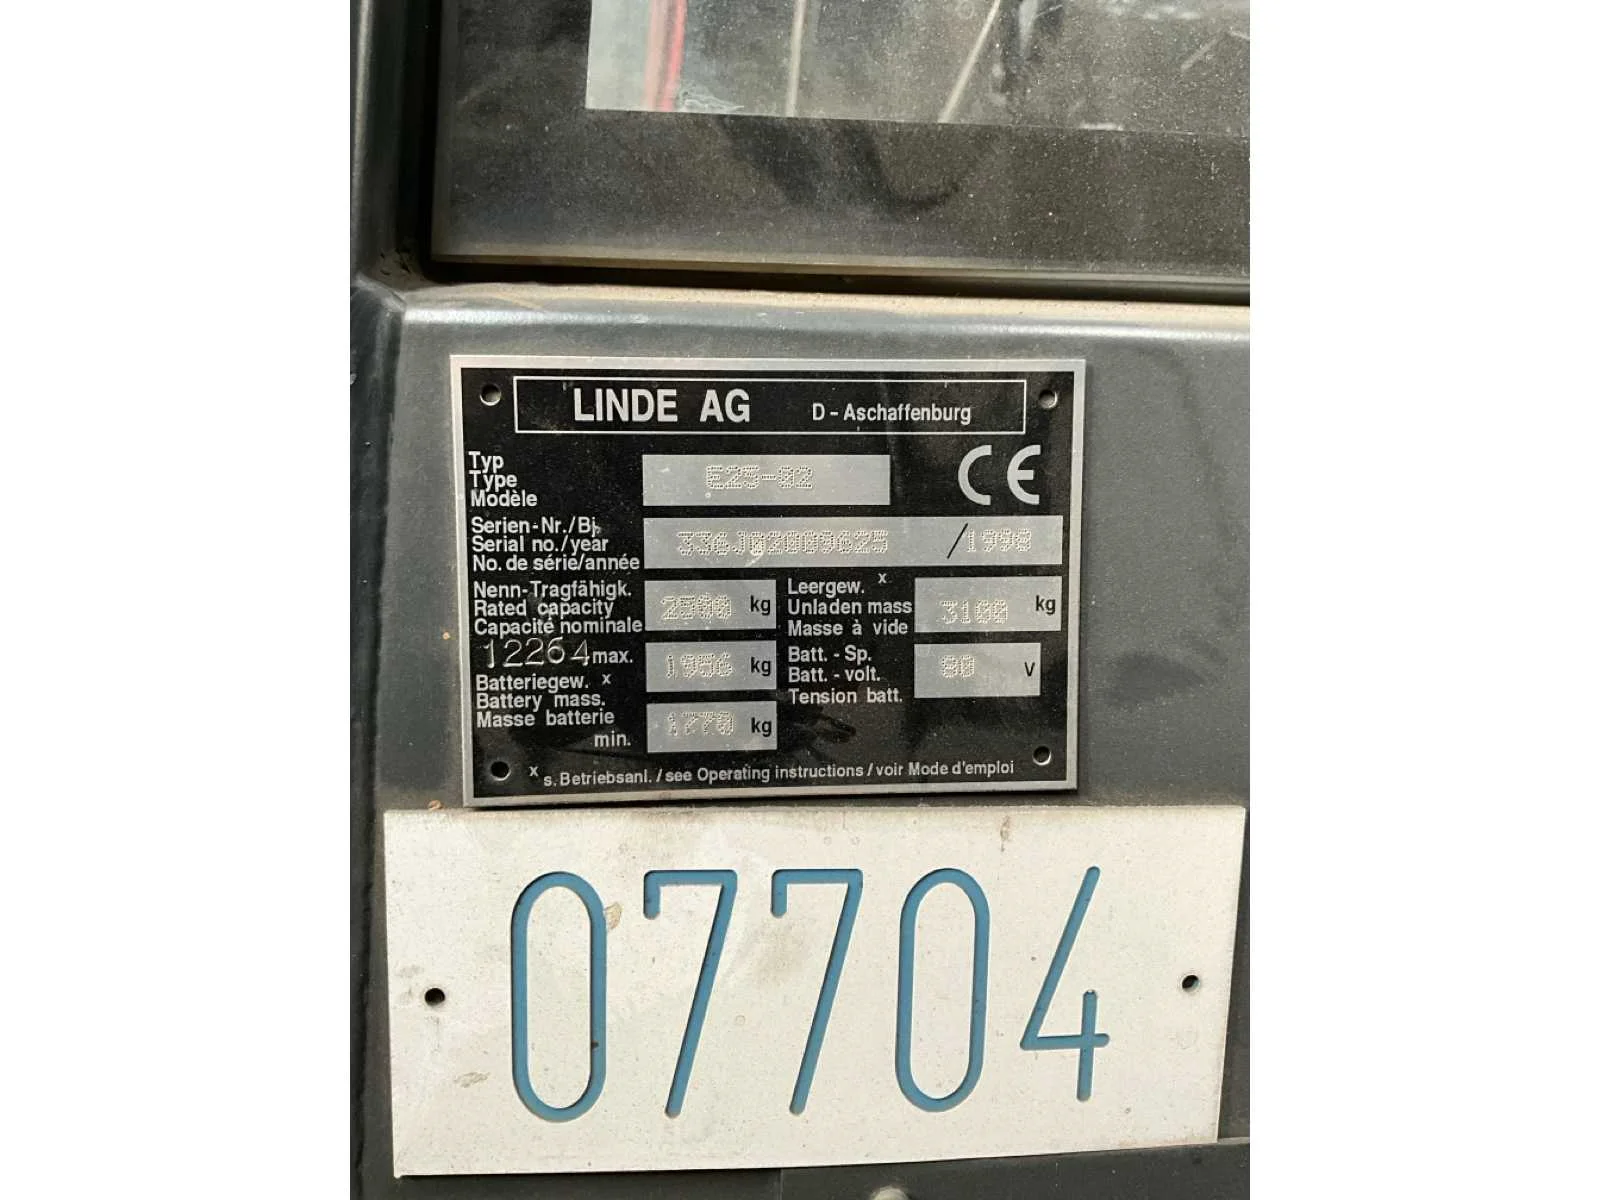 LINDE AG D - Aschaffenburg
Typ
Type E25-02 CE
Modèle
Serien-Nr./Bj.
Serial no./year 336J02009625 /1998
No. de série/année
Nenn-Tragfähigk. Leergew. x
Rated capacity 2500 kg Unladen mass 3100 kg
Capacité nominale Masse à vide
12264 max. 1956 kg Batt. - Sp.
Batteriegew. x Batt. - volt. 80 V
Battery mass. Tension batt.
Masse batterie 1770 kg
min.
x s. Betriebsanl. / see Operating instructions / voir Mode d'emploi
07704